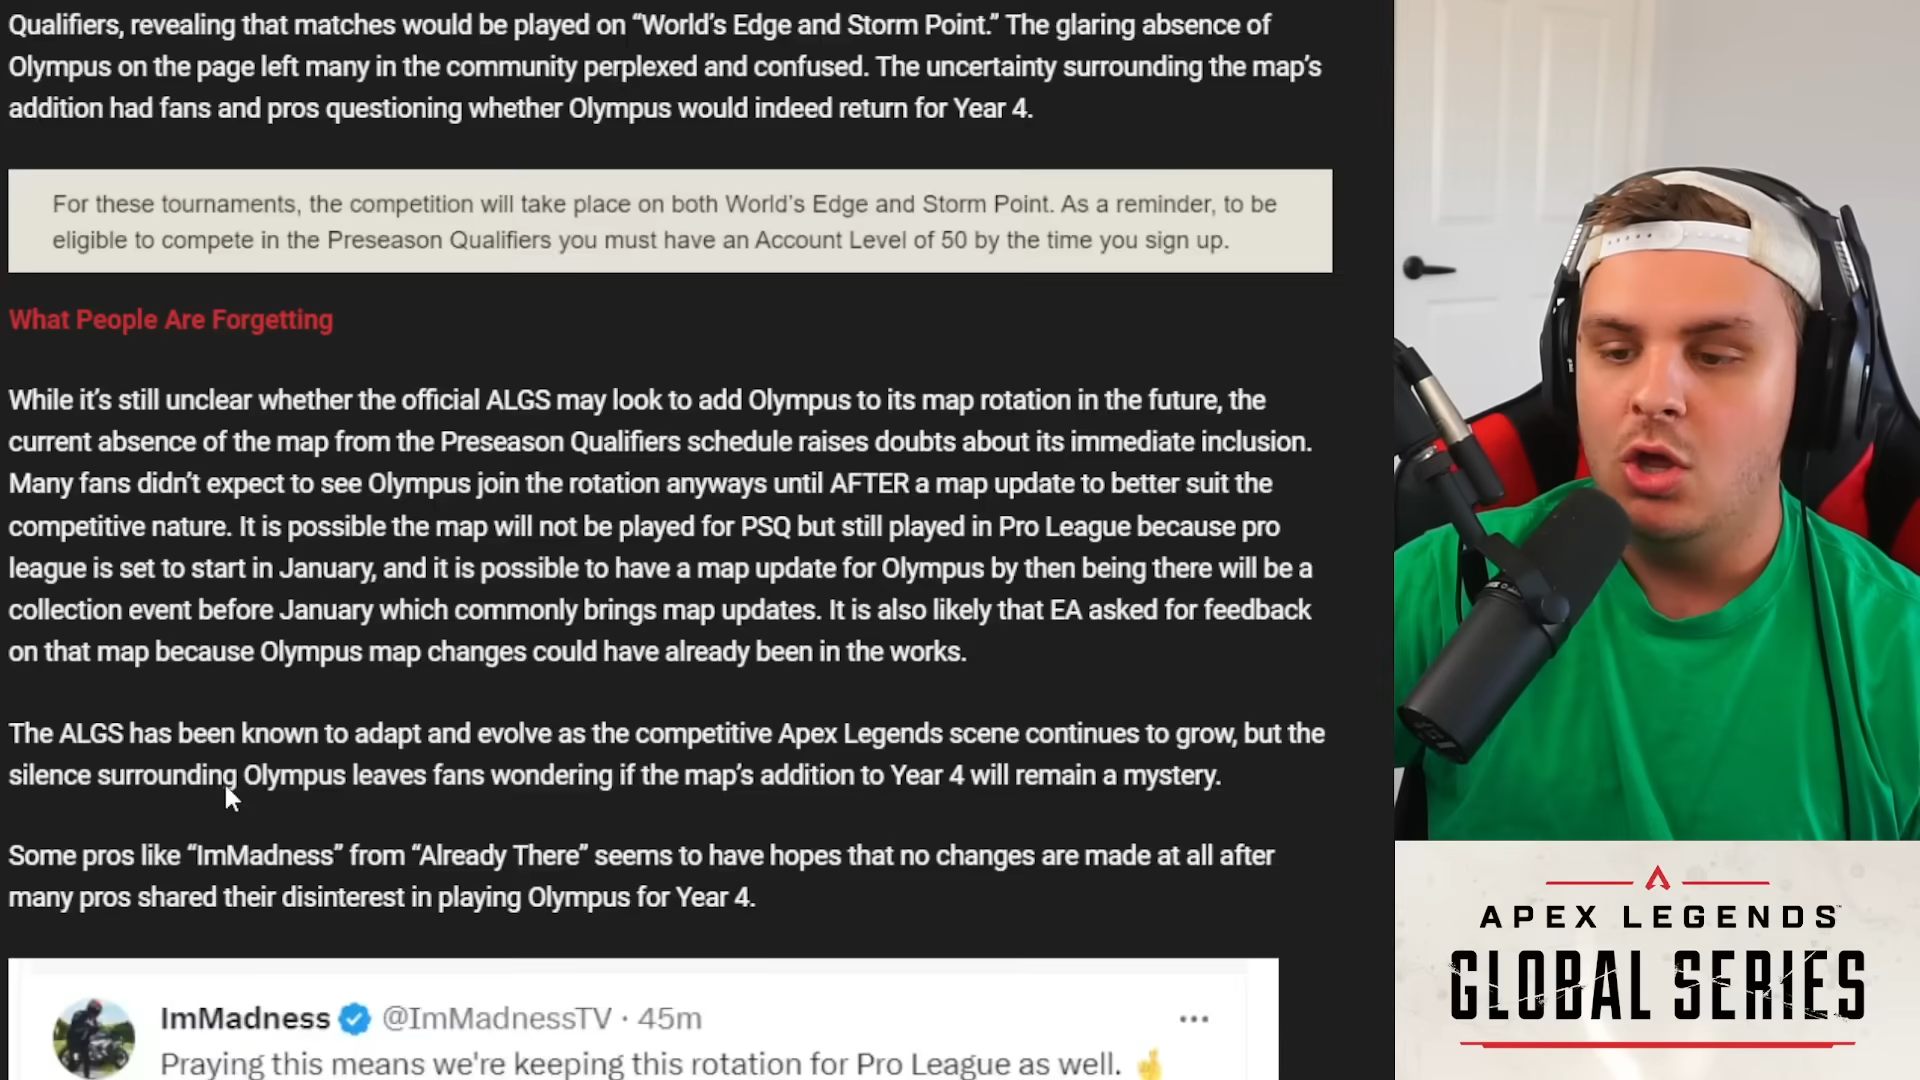 Qualifiers, revealing that matches would be played on “World’s Edge and Storm Point.” The glaring absence of
Olympus on the page left many in the community perplexed and confused. The uncertainty surrounding the map’s
addition had fans and pros questioning whether Olympus would indeed return for Year 4.
For these tournaments, the competition will take place on both World’s Edge and Storm Point. As a reminder, to be
eligible to compete in the Preseason Qualifiers you must have an Account Level of 50 by the time you sign up.
What People Are Forgetting
While it’s still unclear whether the official ALGS may look to add Olympus to its map rotation in the future, the
current absence of the map from the Preseason Qualifiers schedule raises doubts about its immediate inclusion.
Many fans didn’t expect to see Olympus join the rotation anyways until AFTER a map update to better suit the
competitive nature. It is possible the map will not be played for PSQ but still played in Pro League because pro
league is set to start in January, and it is possible to have a map update for Olympus by then being there will be a
collection event before January which commonly brings map updates. It is also likely that EA asked for feedback
on that map because Olympus map changes could have already been in the works.
The ALGS has been known to adapt and evolve as the competitive Apex Legends scene continues to grow, but the
silence surrounding Olympus leaves fans wondering if the map’s addition to Year 4 will remain a mystery.
Some pros like “ImMadness” from “Already There” seems to have hopes that no changes are made at all after
many pros shared their disinterest in playing Olympus for Year 4.
ImMadness @ImMadnessTV · 45m
Praying this means we're keeping this rotation for Pro League as well.
APEX LEGENDS™
GLOBAL SERIES